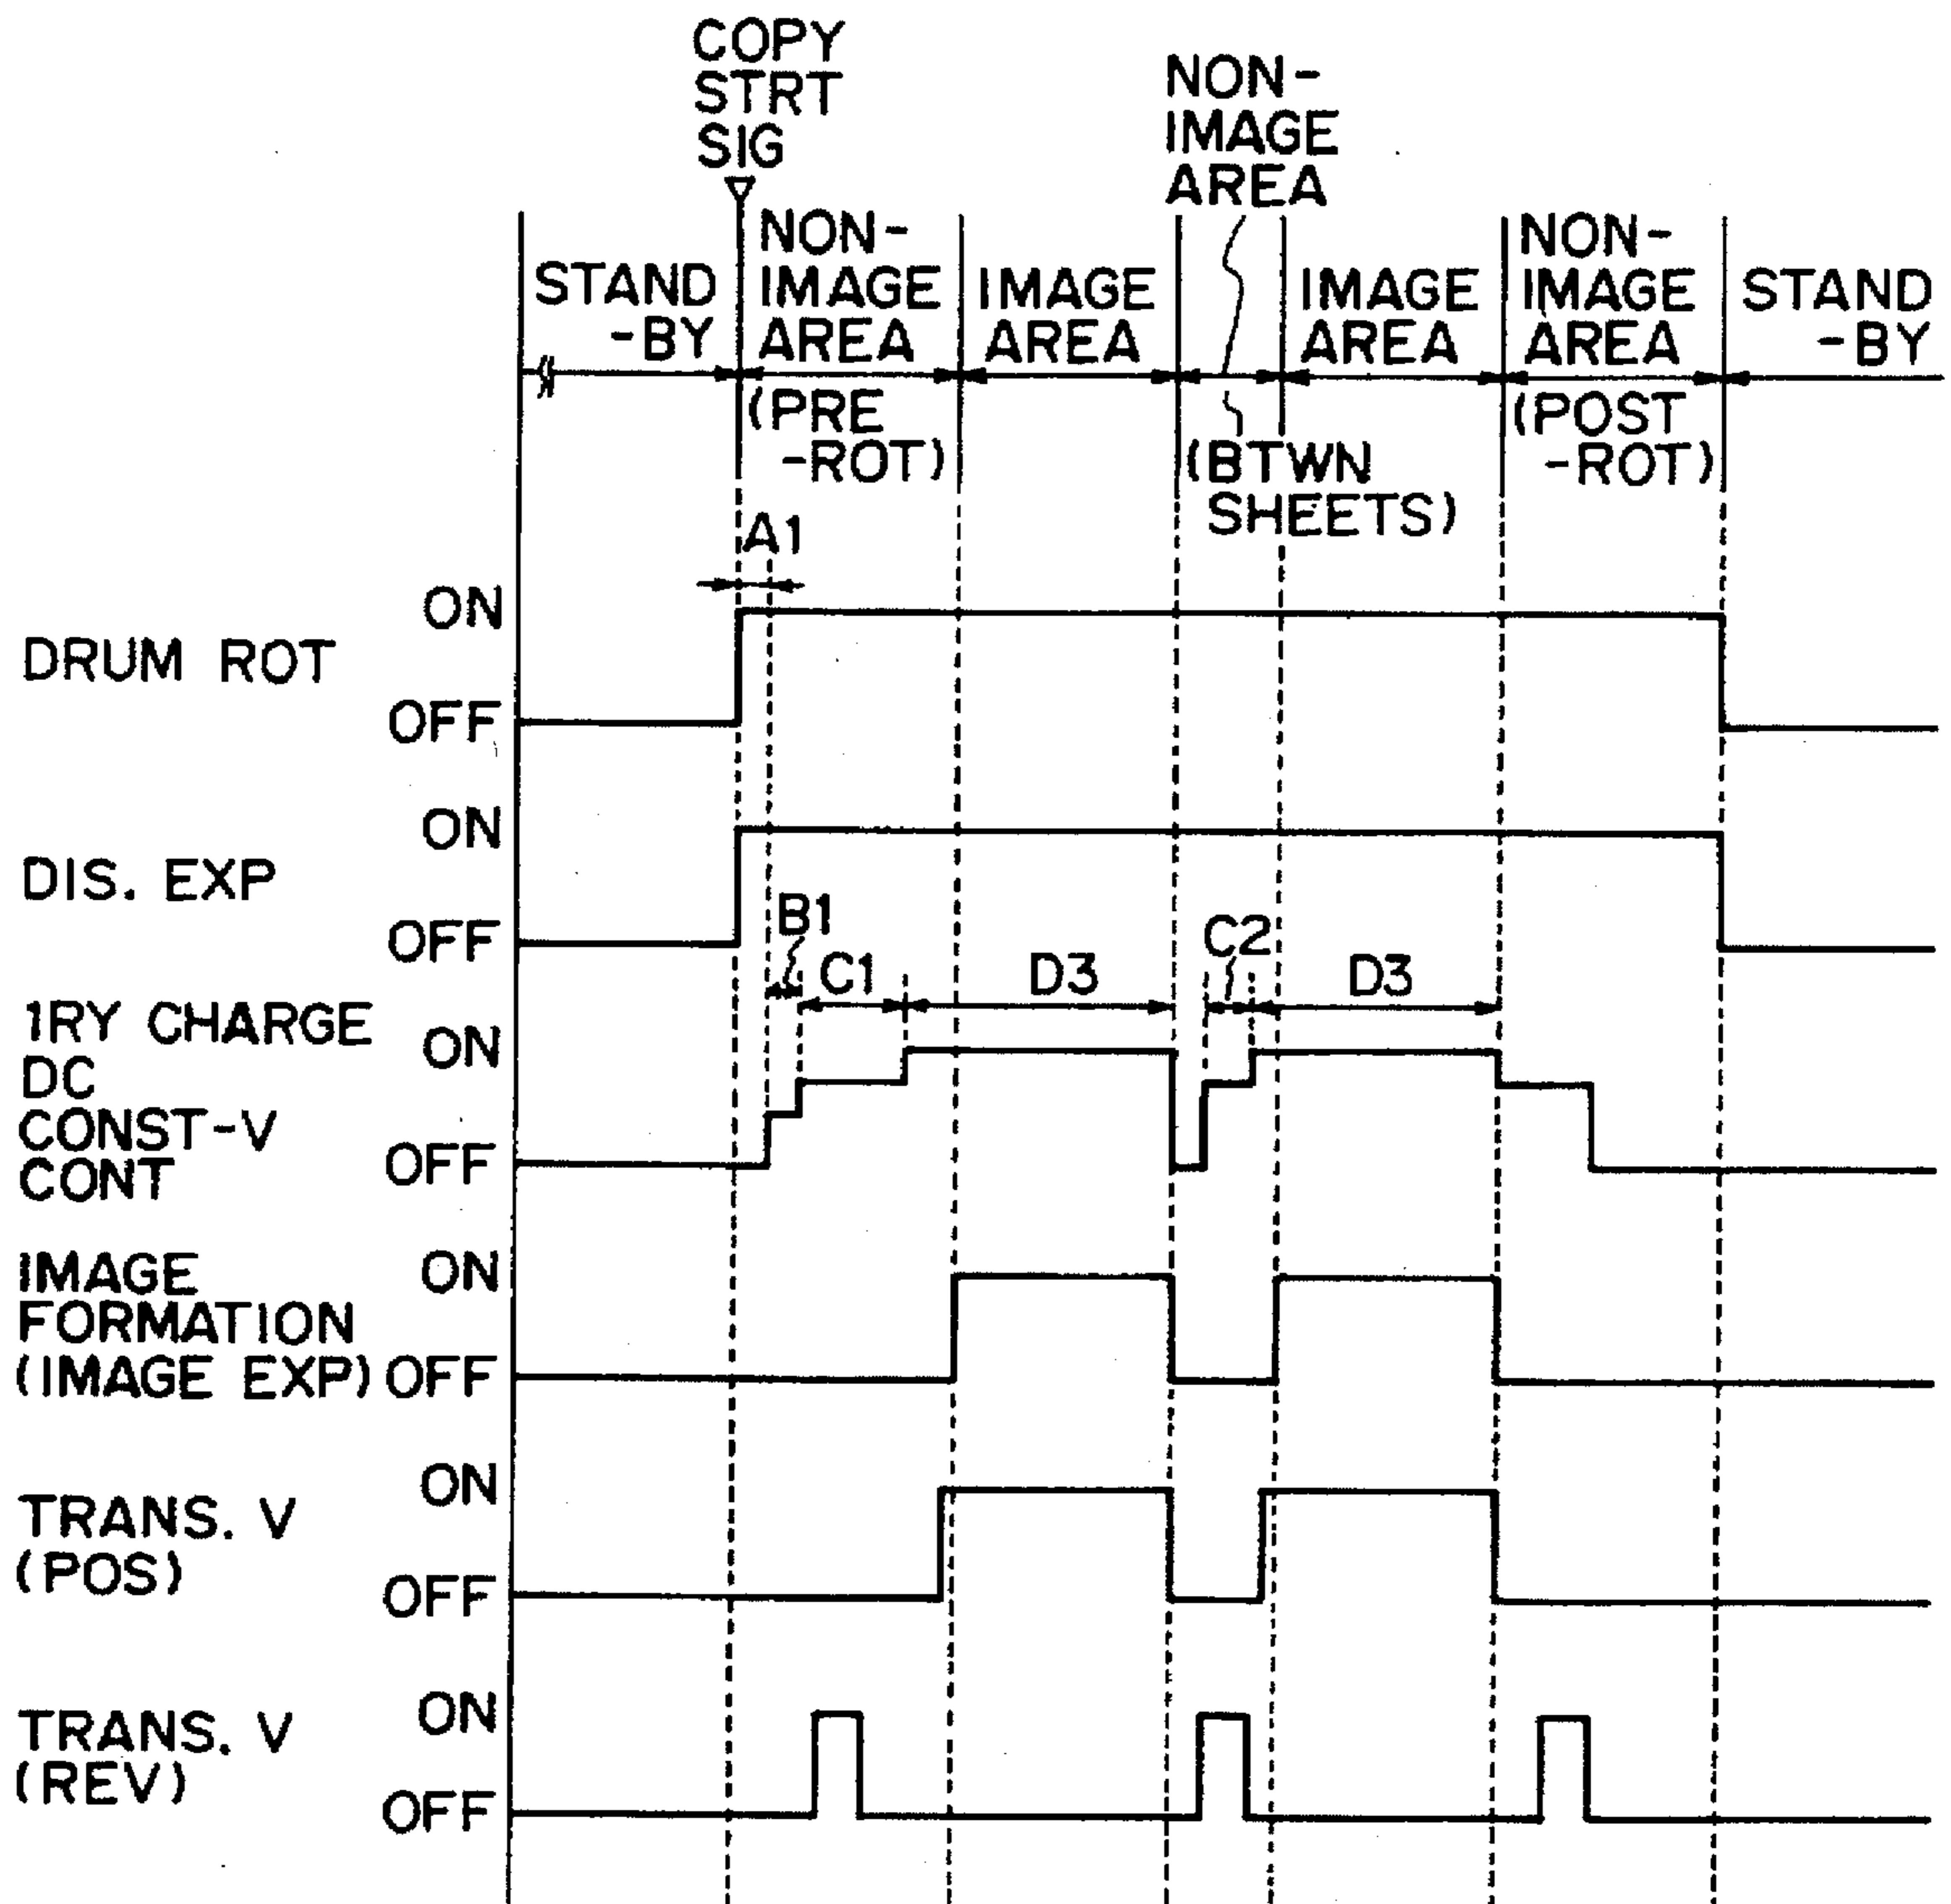 COPY
STRT
SIG
NON-
IMAGE
AREA
STAND
-BY
NON-
IMAGE
AREA
(PRE
-ROT)
IMAGE
AREA
(BTWN
SHEETS)
IMAGE
AREA
NON-
IMAGE
AREA
(POST
-ROT)
STAND
-BY
A1
DRUM ROT
ON
OFF
DIS. EXP
ON
OFF
B1
C1
D3
C2
D3
1RY CHARGE
DC
CONST-V
CONT
ON
OFF
IMAGE
FORMATION
(IMAGE EXP)
ON
OFF
TRANS. V
(POS)
ON
OFF
TRANS. V
(REV)
ON
OFF